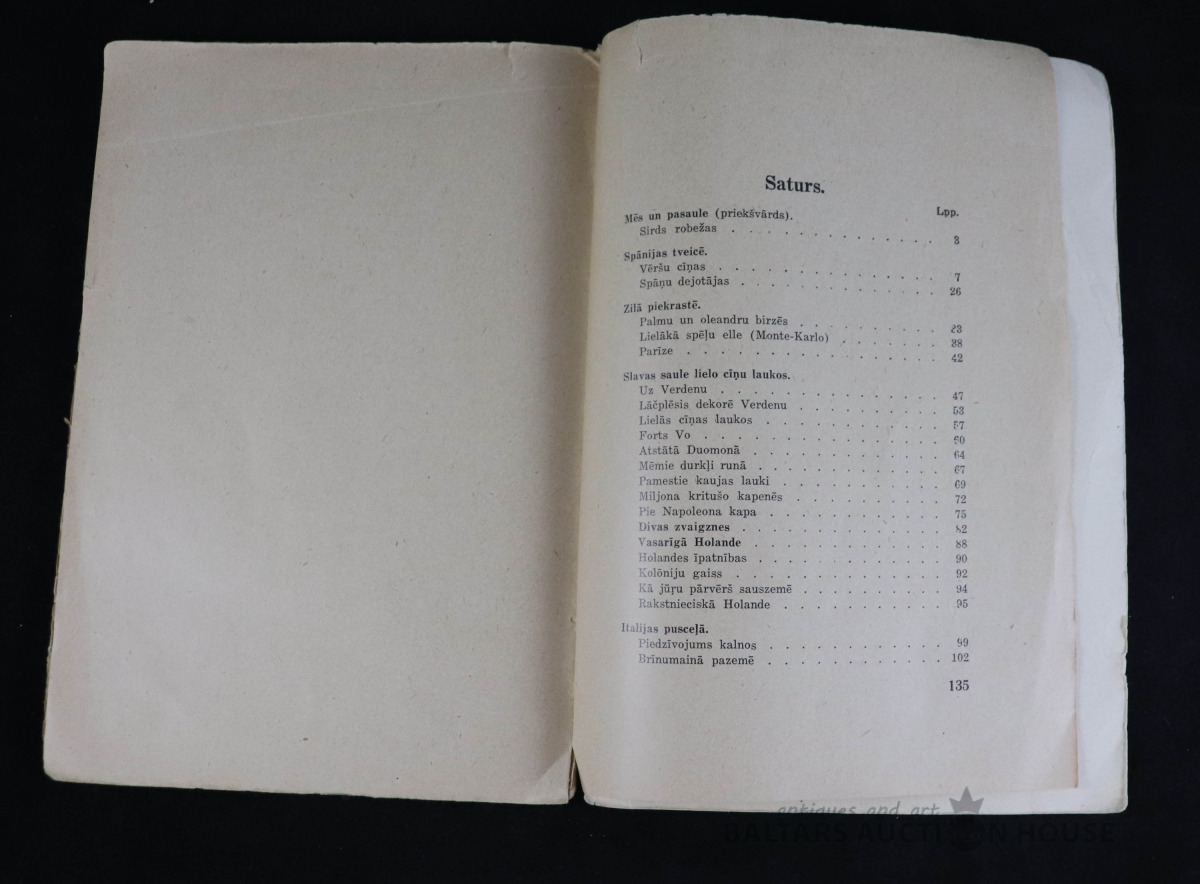 Saturs.
Lpp.
Mēs un pasaule (priekšvārds).
Sirds robežas . . . . . . . . . . . . . . 3
Spānijas tveicē.
Vēršu cīņas . . . . . . . . . . . . . . 7
Spāņu dejotājas . . . . . . . . . . . . . 26
Zilā piekrastē.
Palmu un oleandru birzēs . . . . . . . . . . 23
Lielākā spēļu elle (Monte-Karlo) . . . . . . . . 38
Parīze . . . . . . . . . . . . . . . 42
Slavas saule lielo cīņu laukos.
Uz Verdenu . . . . . . . . . . . . . . 47
Lāčplēsis dekorē Verdenu . . . . . . . . . . 53
Lielās cīņas laukos . . . . . . . . . . . . 57
Forts Vo . . . . . . . . . . . . . . 60
Atstātā Duomonā . . . . . . . . . . . . 64
Mēmie durkļi runā . . . . . . . . . . . . 67
Pamestie kaujas lauki . . . . . . . . . . . 69
Miljona kritušo kapenēs . . . . . . . . . . 72
Pie Napoleona kapa . . . . . . . . . . . 75
Divas zvaigznes . . . . . . . . . . . . 82
Vasarīgā Holande . . . . . . . . . . . . 88
Holandes īpatnības . . . . . . . . . . . . 90
Kolōniju gaiss . . . . . . . . . . . . . 92
Kā jūŗu pārvērš sauszemē . . . . . . . . . . 94
Rakstnieciskā Holande . . . . . . . . . . . 95
Italijas pusceļā.
Piedzīvojums kalnos . . . . . . . . . . . 99
Brīnumainā pazemē . . . . . . . . . . . 102
135
antiques and art
BALTARS AUCTION HOUSE